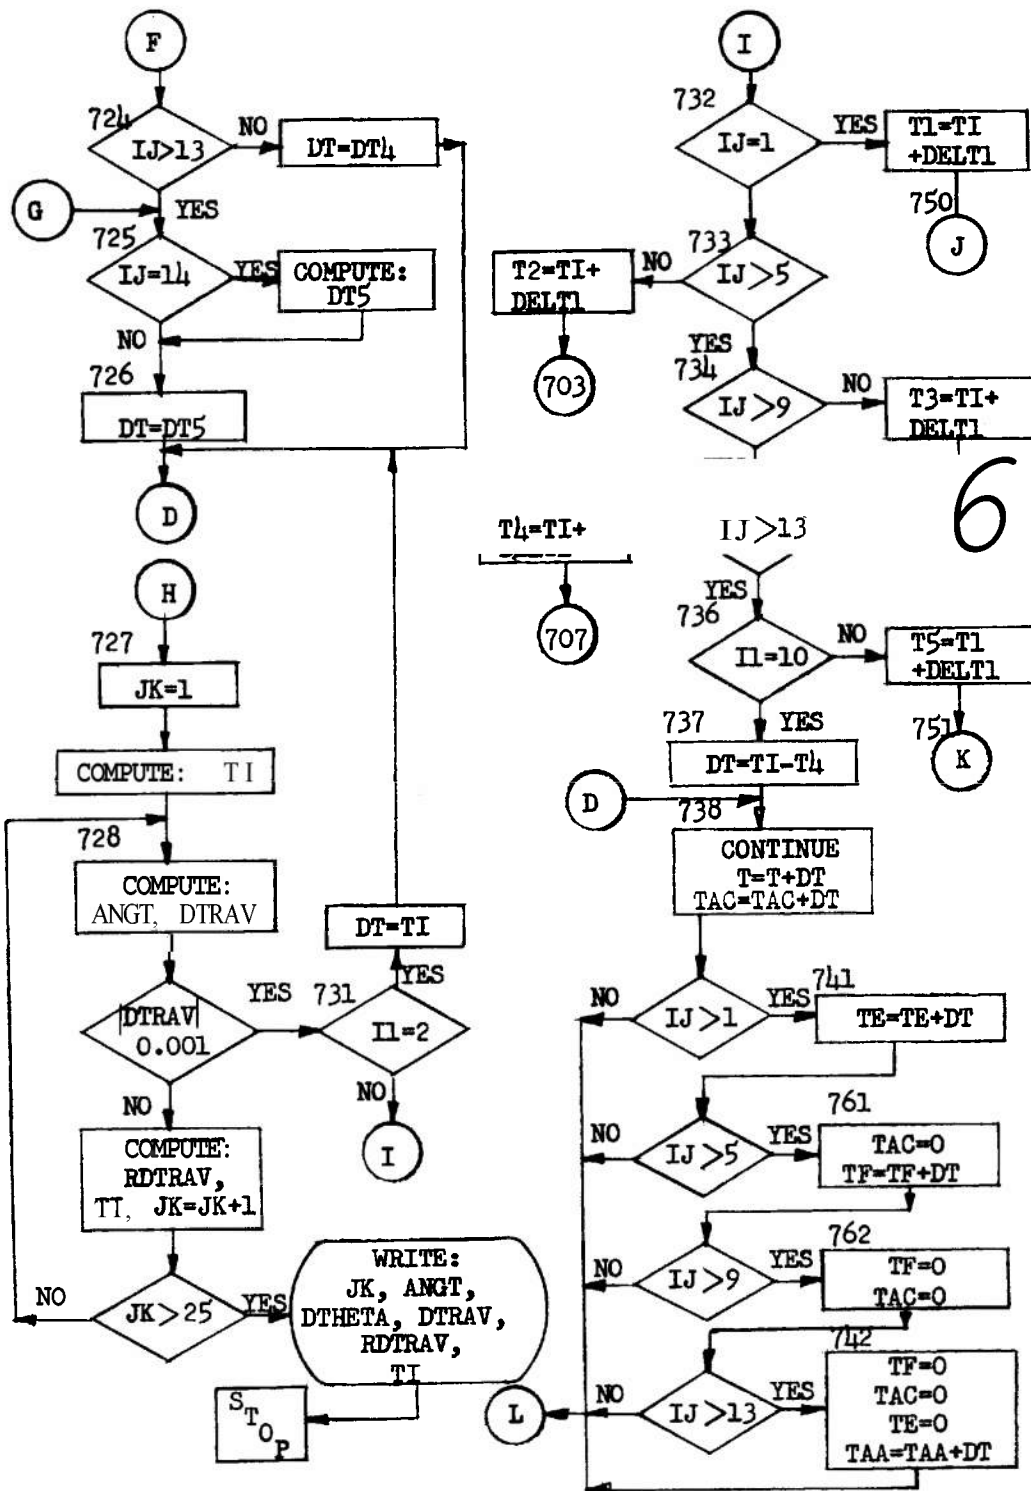 F
724
IJ>13
NO
DT=DT4
G
YES
725
IJ=14
YES
COMPUTE:
DT5
NO
726
DT=DT5
D
H
727
JK=1
COMPUTE: TI
728
COMPUTE:
ANGT, DTRAV
|DTRAV|
0.001
YES
731
I1=2
YES
DT=TI
NO
I
NO
COMPUTE:
RDTRAV,
TI, JK=JK+1
JK>25
NO
YES
WRITE:
JK, ANGT,
DTHETA, DTRAV,
RDTRAV,
TI
STOP
I
732
IJ=1
YES
T1=TI
+DELT1
750
J
733
IJ>5
NO
T2=TI+
DELT1
703
YES
734
IJ>9
NO
T3=TI+
DELT1
6
T4=TI+
707
IJ>13
YES
736
I1=10
NO
T5=T1
+DELT1
751
K
YES
737
DT=TI-T4
D
738
CONTINUE
T=T+DT
TAC=TAC+DT
NO
IJ>1
YES
741
TE=TE+DT
NO
IJ>5
YES
761
TAC=0
TF=TF+DT
NO
IJ>9
YES
762
TF=0
TAC=0
L
NO
IJ>13
YES
742
TF=0
TAC=0
TE=0
TAA=TAA+DT